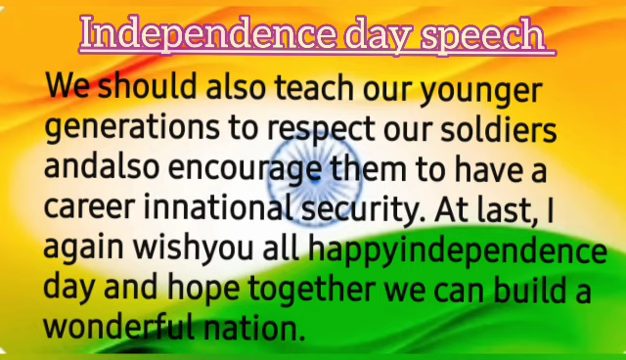 Independence day speech
We should also teach our younger
generations to respect our soldiers
andalso encourage them to have a
career innational security. At last, I
again wishyou all happyindependence
day and hope together we can build a
wonderful nation.